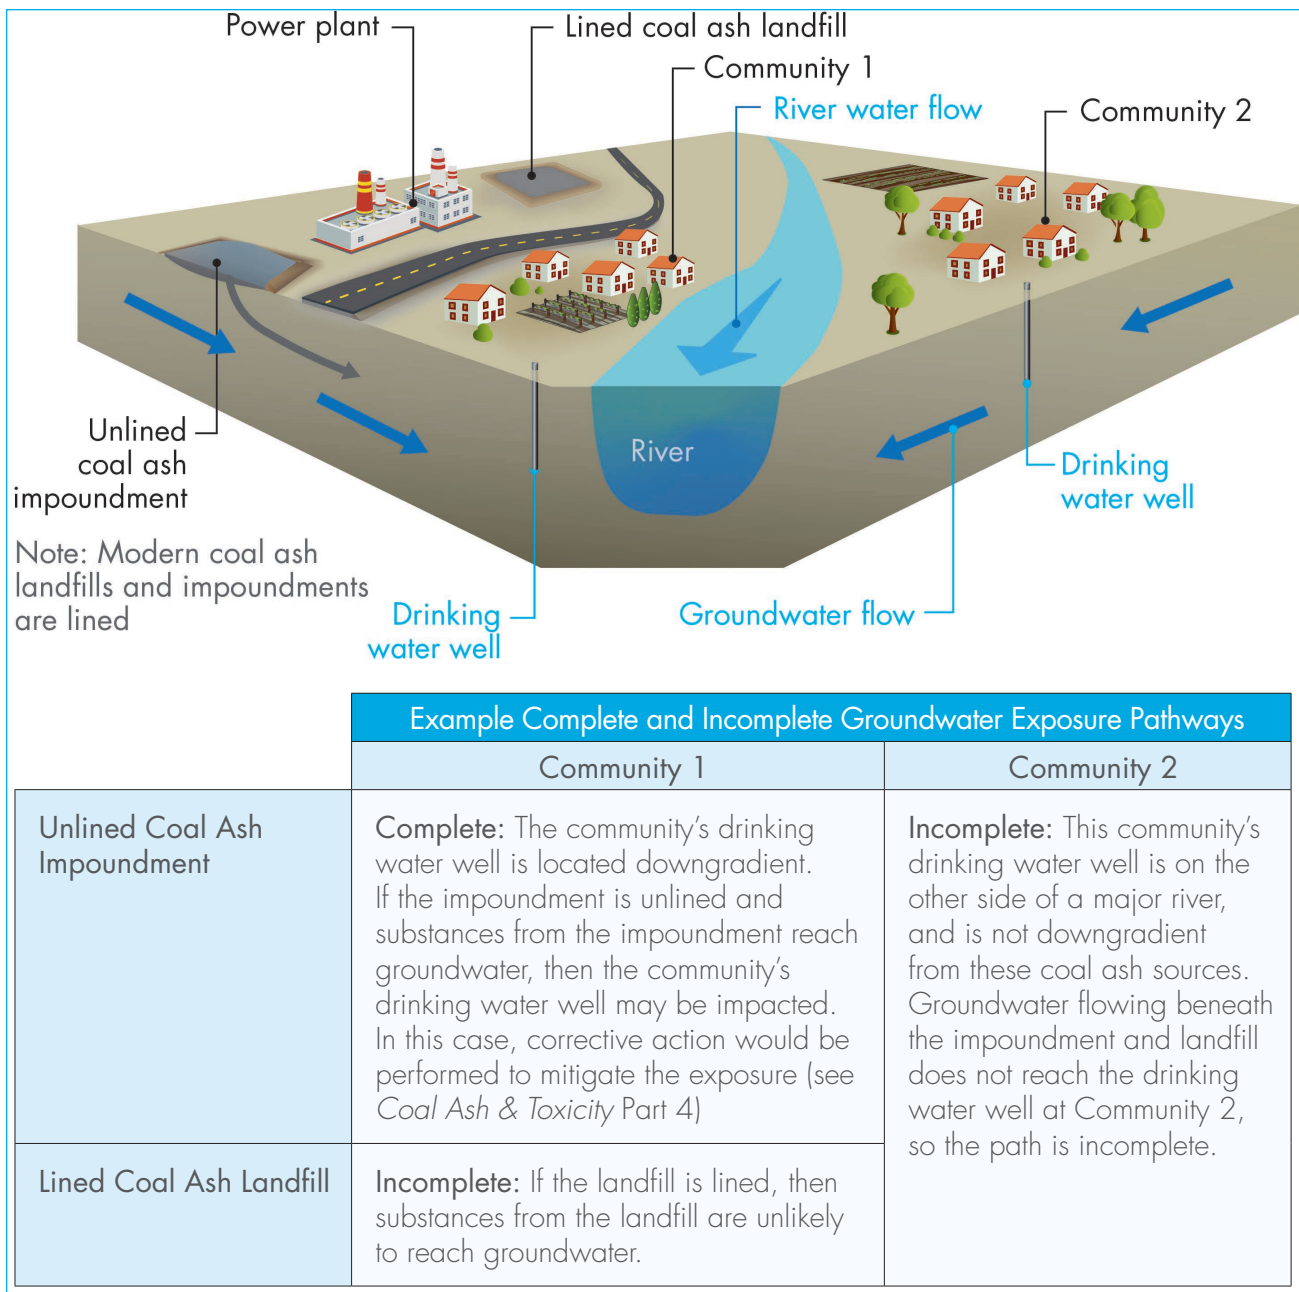 Power plant
Lined coal ash landfill
Community 1
River water flow
Community 2
River
Unlined
coal ash
impoundment
Drinking
water well
Note: Modern coal ash
landfills and impoundments
are lined
Drinking
water well
Groundwater flow
Example Complete and Incomplete Groundwater Exposure Pathways
Community 1
Community 2
Unlined Coal Ash
Impoundment
Complete: The community’s drinking
water well is located downgradient.
If the impoundment is unlined and
substances from the impoundment reach
groundwater, then the community’s
drinking water well may be impacted.
In this case, corrective action would be
performed to mitigate the exposure (see
Coal Ash & Toxicity Part 4)
Incomplete: This community’s
drinking water well is on the
other side of a major river,
and is not downgradient
from these coal ash sources.
Groundwater flowing beneath
the impoundment and landfill
does not reach the drinking
water well at Community 2,
so the path is incomplete.
Lined Coal Ash Landfill
Incomplete: If the landfill is lined, then
substances from the landfill are unlikely
to reach groundwater.